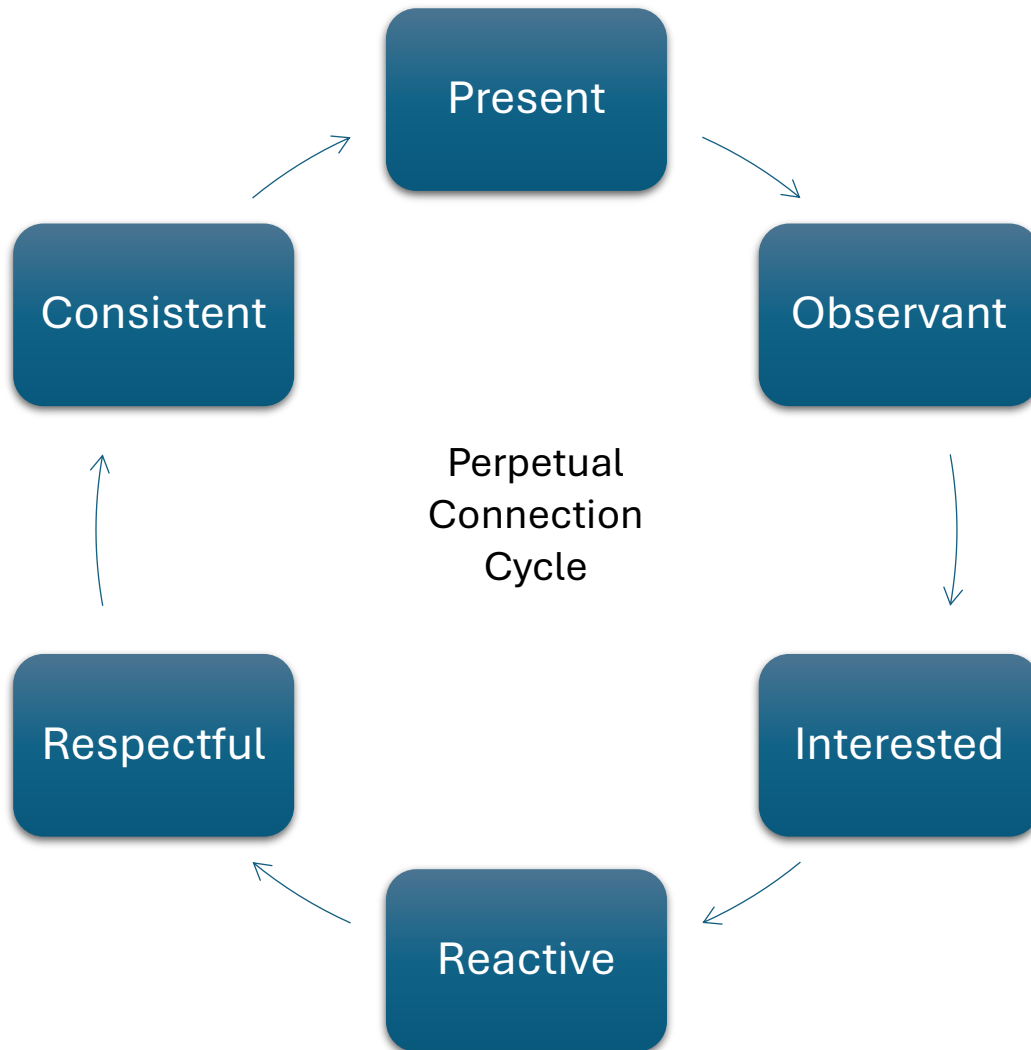 Present
Consistent
Observant
Perpetual
Connection
Cycle
Respectful
Interested
Reactive